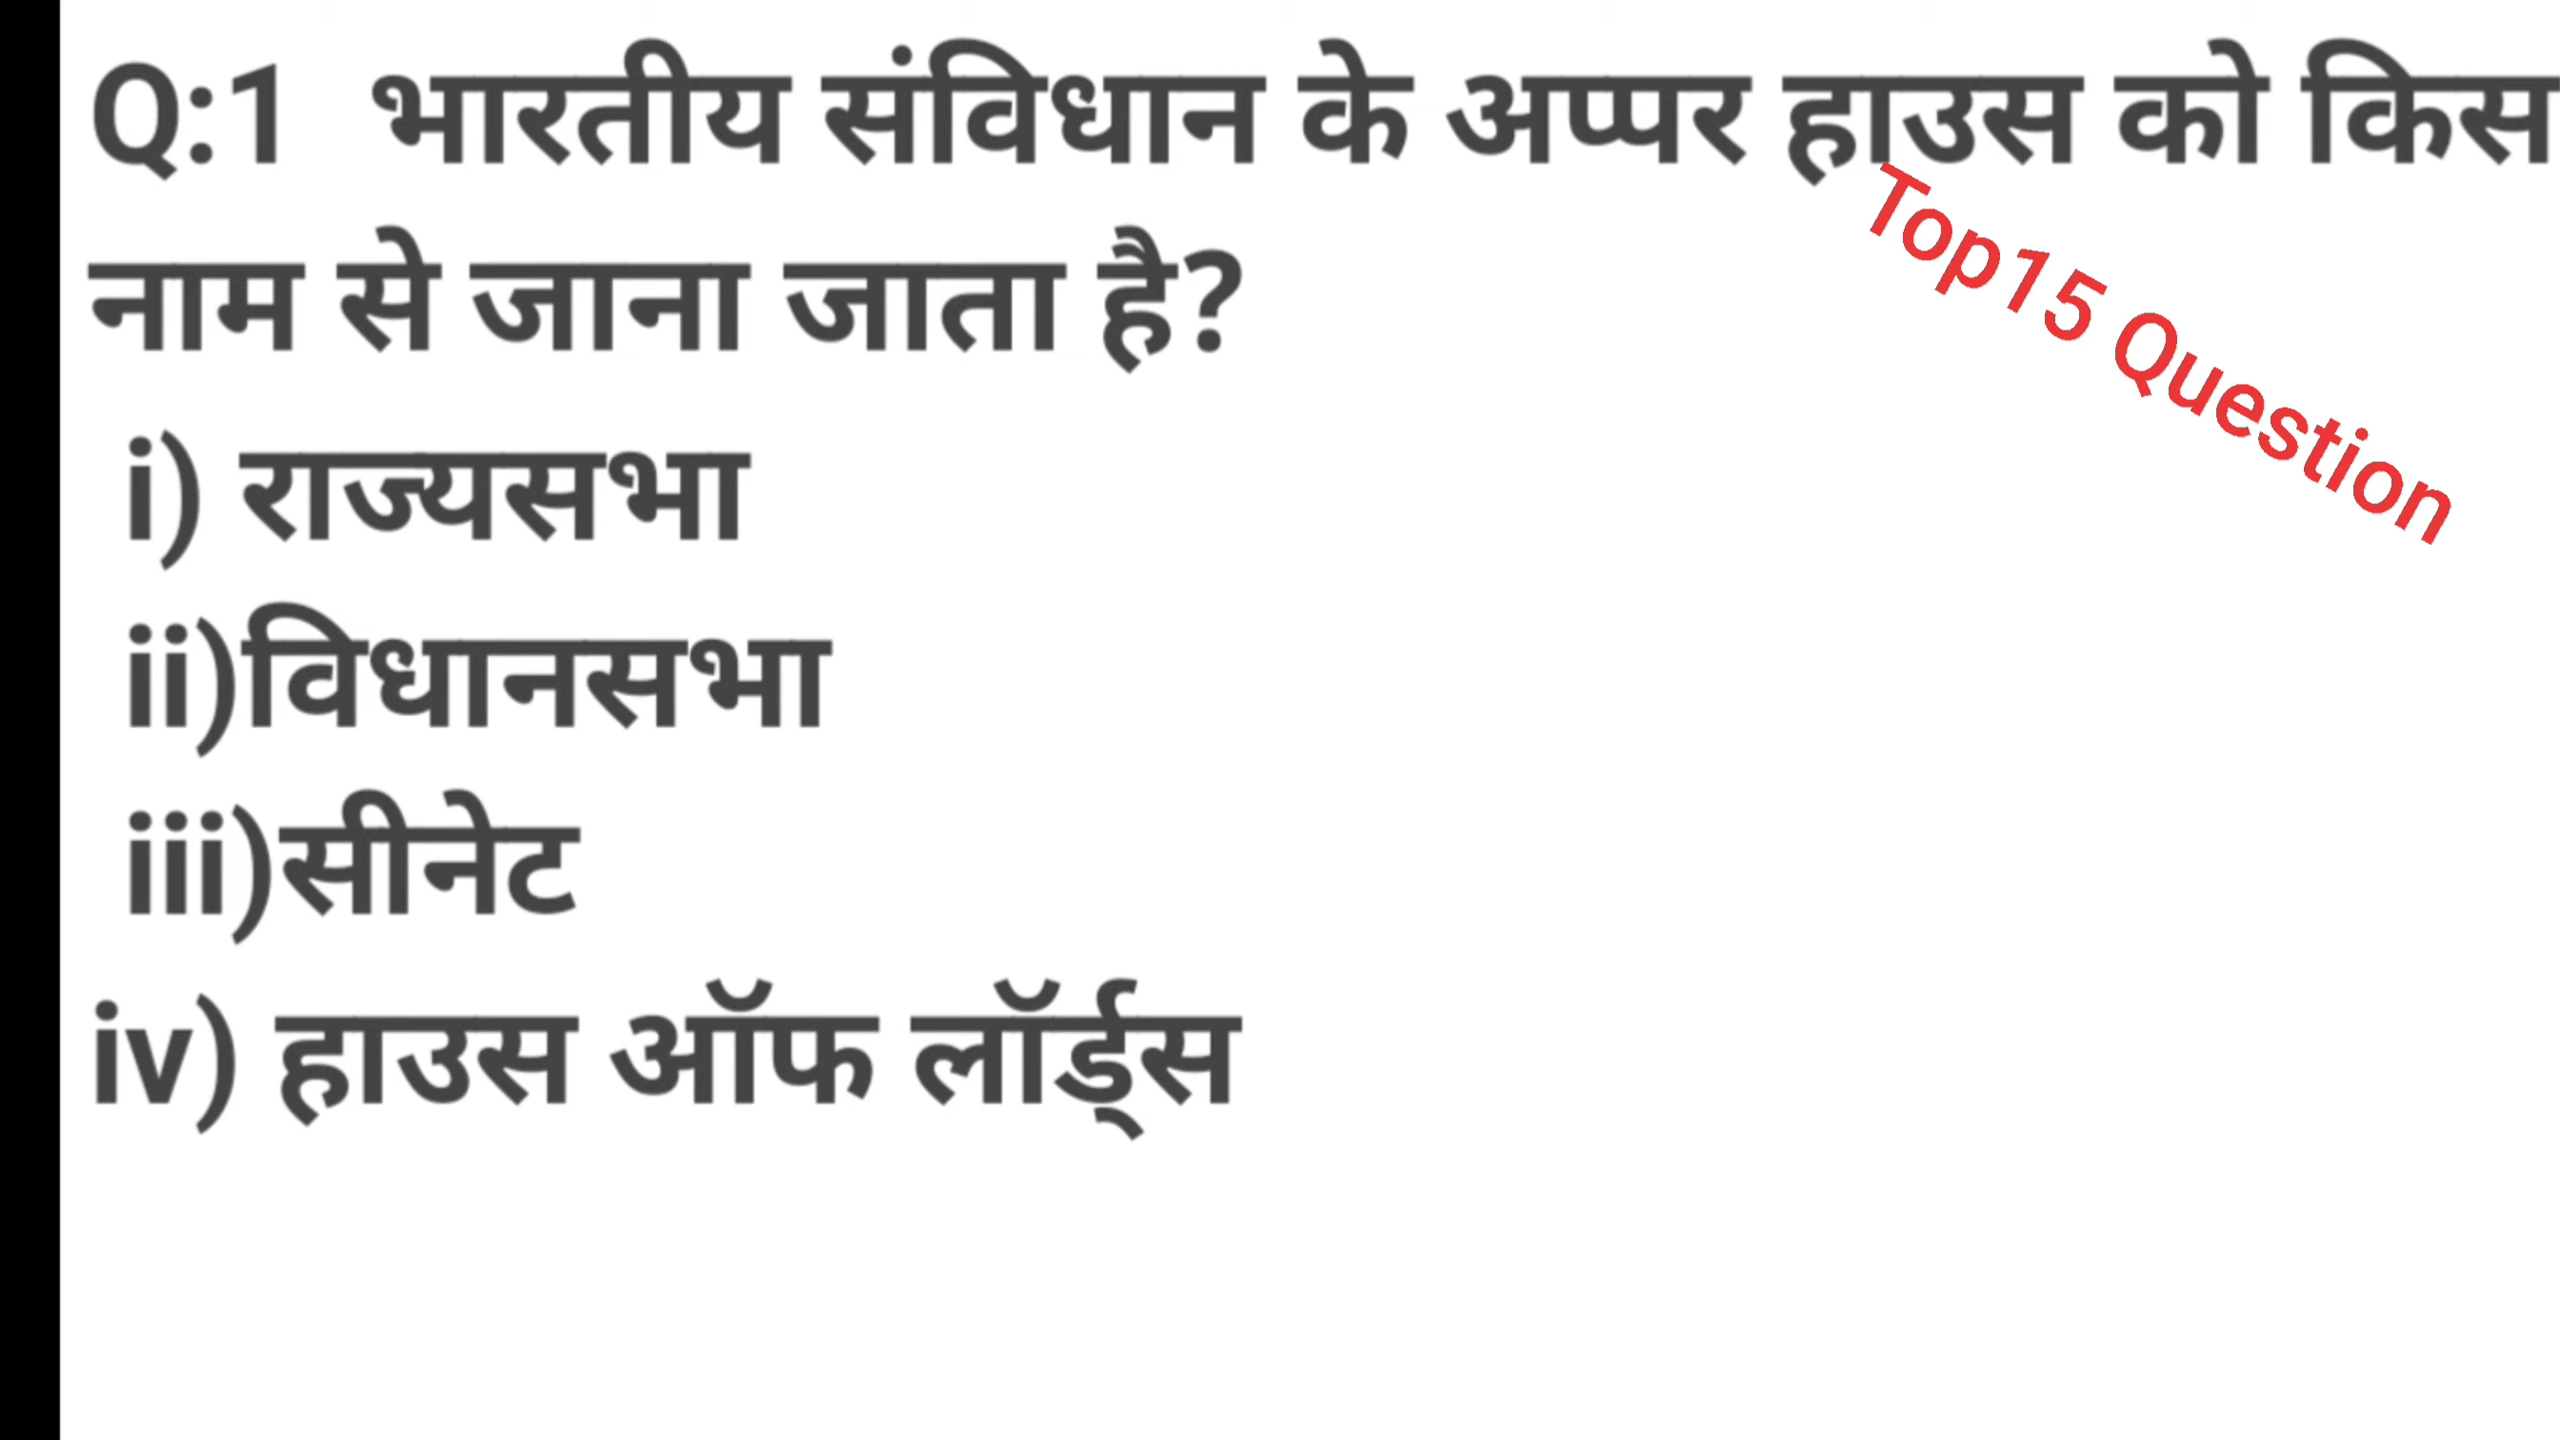 Q:1 भारतीय संविधान के अप्पर हाउस को किस
नाम से जाना जाता है?
Top15 Question
i) राज्यसभा
ii)विधानसभा
iii)सीनेट
iv) हाउस ऑफ लॉर्ड्स